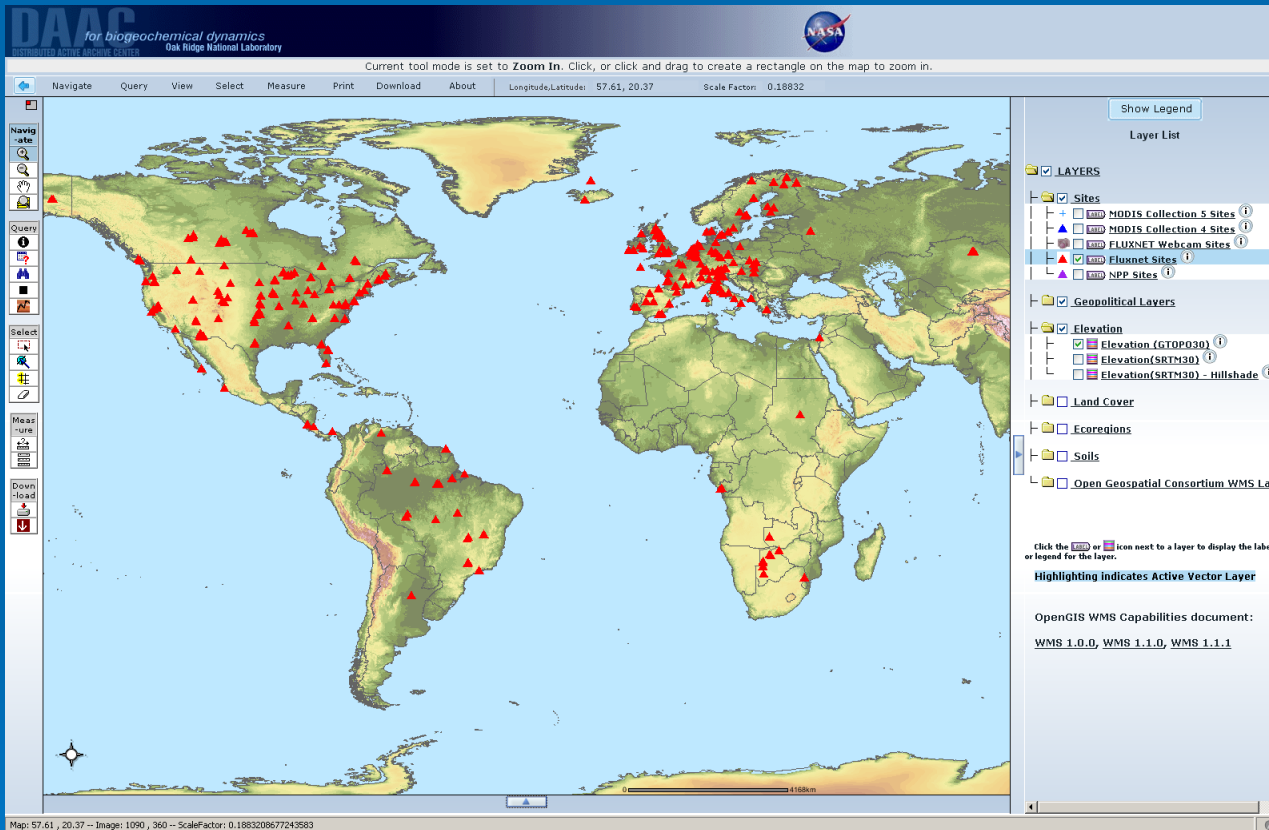 DAAC
for biogeochemical dynamics
DISTRIBUTED ACTIVE ARCHIVE CENTER
Oak Ridge National Laboratory
NASA
Current tool mode is set to Zoom In. Click, or click and drag to create a rectangle on the map to zoom in.
Navigate Query View Select Measure Print Download About Longitude,Latitude: 57.61, 20.37 Scale Factor: 0.18832
Navig
-ate
Query
Select
Meas
-ure
Down
-load
4168km
0
Show Legend
Layer List
LAYERS
Sites
LABEL MODIS Collection 5 Sites i
LABEL MODIS Collection 4 Sites i
LABEL FLUXNET Webcam Sites i
LABEL Fluxnet Sites i
LABEL NPP Sites i
Geopolitical Layers
Elevation
Elevation (GTOPO30) i
Elevation(SRTM30) i
Elevation(SRTM30) - Hillshade
Land Cover
Ecoregions
Soils
Open Geospatial Consortium WMS La
Click the LABEL or icon next to a layer to display the labe
or legend for the layer.
Highlighting indicates Active Vector Layer
OpenGIS WMS Capabilities document:
WMS 1.0.0, WMS 1.1.0, WMS 1.1.1
Map: 57.61 , 20.37 -- Image: 1090 , 360 -- ScaleFactor: 0.1883208677243583